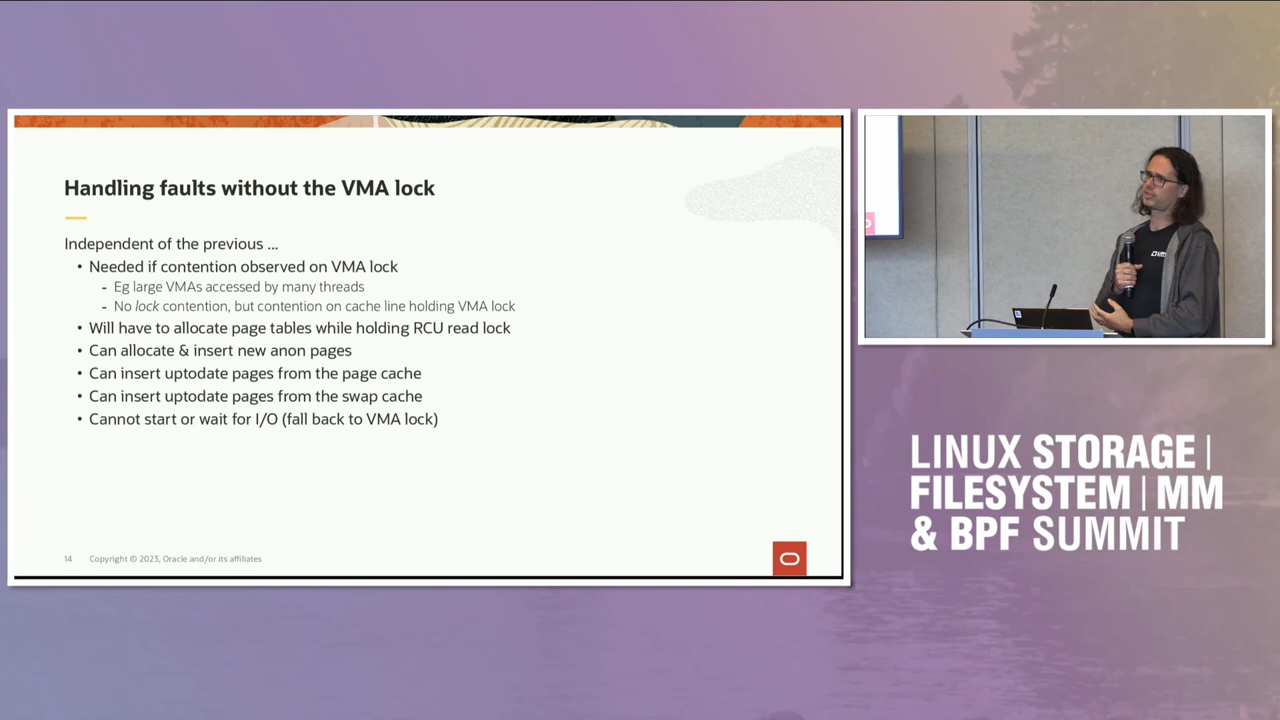 Handling faults without the VMA lock
Independent of the previous ...
• Needed if contention observed on VMA lock
- Eg large VMAs accessed by many threads
- No lock contention, but contention on cache line holding VMA lock
• Will have to allocate page tables while holding RCU read lock
• Can allocate & insert new anon pages
• Can insert uptodate pages from the page cache
• Can insert uptodate pages from the swap cache
• Cannot start or wait for I/O (fall back to VMA lock)
14 Copyright © 2023, Oracle and/or its affiliates
LINUX STORAGE |
FILESYSTEM | MM
& BPF SUMMIT